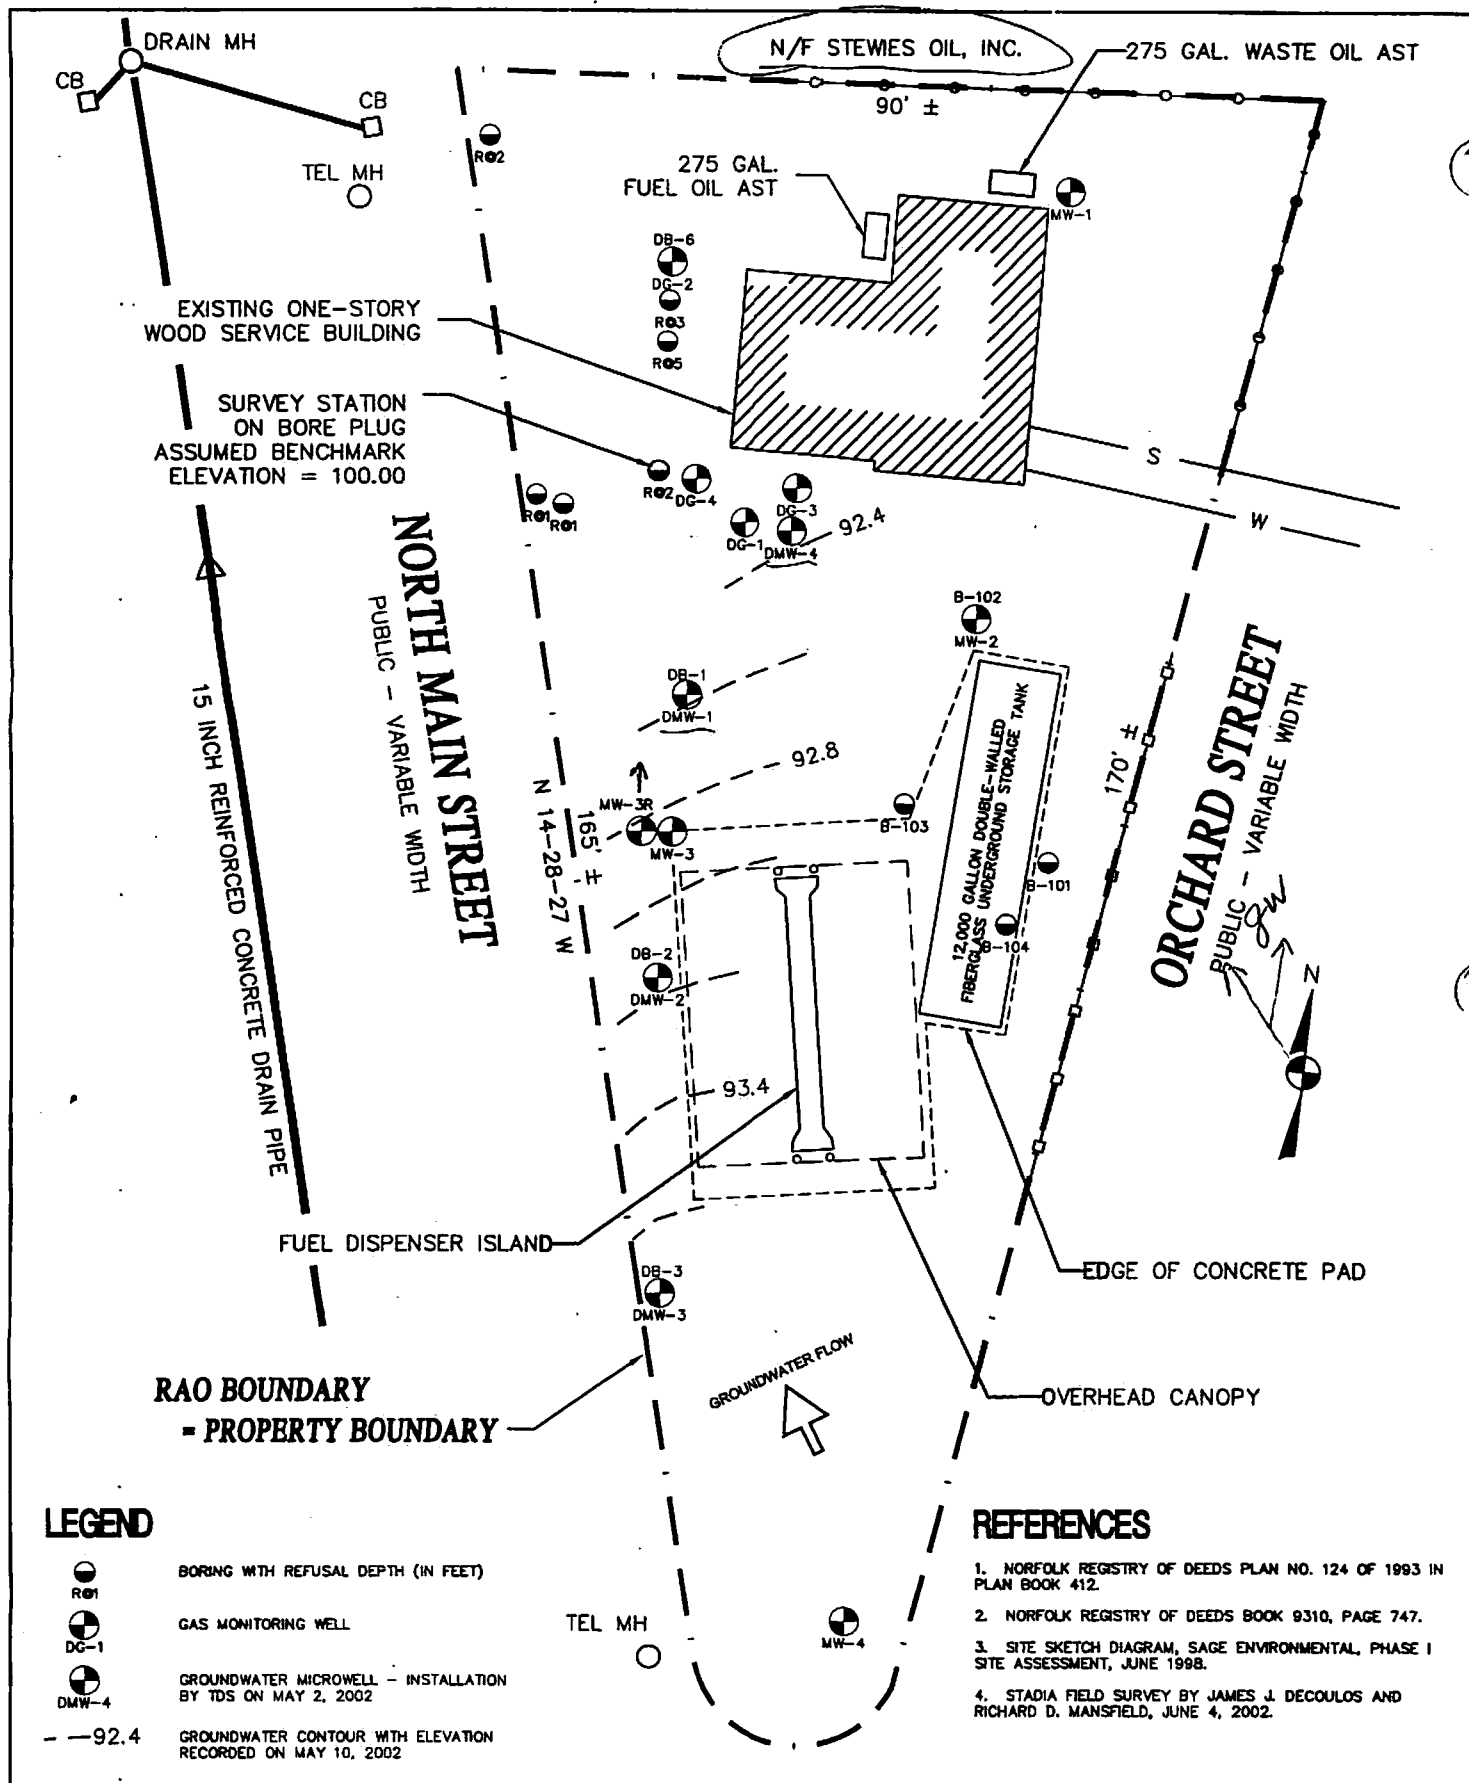 DRAIN MH
CB
CB
TEL MH
N/F STEWIES OIL, INC.
275 GAL. WASTE OIL AST
90' ±
R@2
275 GAL.
FUEL OIL AST
MW-1
DB-6
DG-2
R@3
R@5
EXISTING ONE-STORY
WOOD SERVICE BUILDING
SURVEY STATION
ON BORE PLUG
ASSUMED BENCHMARK
ELEVATION = 100.00
R@2
DG-4
DG-3
R@1
R@1
DG-1
DMW-4
92.4
S
W
NORTH MAIN STREET
PUBLIC - VARIABLE WIDTH
B-102
MW-2
DB-1
DMW-1
92.8
15 INCH REINFORCED CONCRETE DRAIN PIPE
N 14-28-27 W
165' ±
MW-3R
MW-3
B-103
12,000 GALLON DOUBLE-WALLED
FIBERGLASS UNDERGROUND STORAGE TANK
B-101
B-104
170' ±
ORCHARD STREET
PUBLIC - VARIABLE WIDTH
N
DB-2
DMW-2
93.4
FUEL DISPENSER ISLAND
EDGE OF CONCRETE PAD
DB-3
DMW-3
GROUNDWATER FLOW
OVERHEAD CANOPY
RAO BOUNDARY
= PROPERTY BOUNDARY
TEL MH
MW-4
LEGEND
R@1
BORING WITH REFUSAL DEPTH (IN FEET)
DG-1
GAS MONITORING WELL
DMW-4
GROUNDWATER MICROWELL - INSTALLATION
BY TDS ON MAY 2, 2002
- -92.4
GROUNDWATER CONTOUR WITH ELEVATION
RECORDED ON MAY 10, 2002
REFERENCES
1. NORFOLK REGISTRY OF DEEDS PLAN NO. 124 OF 1993 IN
PLAN BOOK 412.
2. NORFOLK REGISTRY OF DEEDS BOOK 9310, PAGE 747.
3. SITE SKETCH DIAGRAM, SAGE ENVIRONMENTAL, PHASE I
SITE ASSESSMENT, JUNE 1998.
4. STADIA FIELD SURVEY BY JAMES J. DECOULOS AND
RICHARD D. MANSFIELD, JUNE 4, 2002.